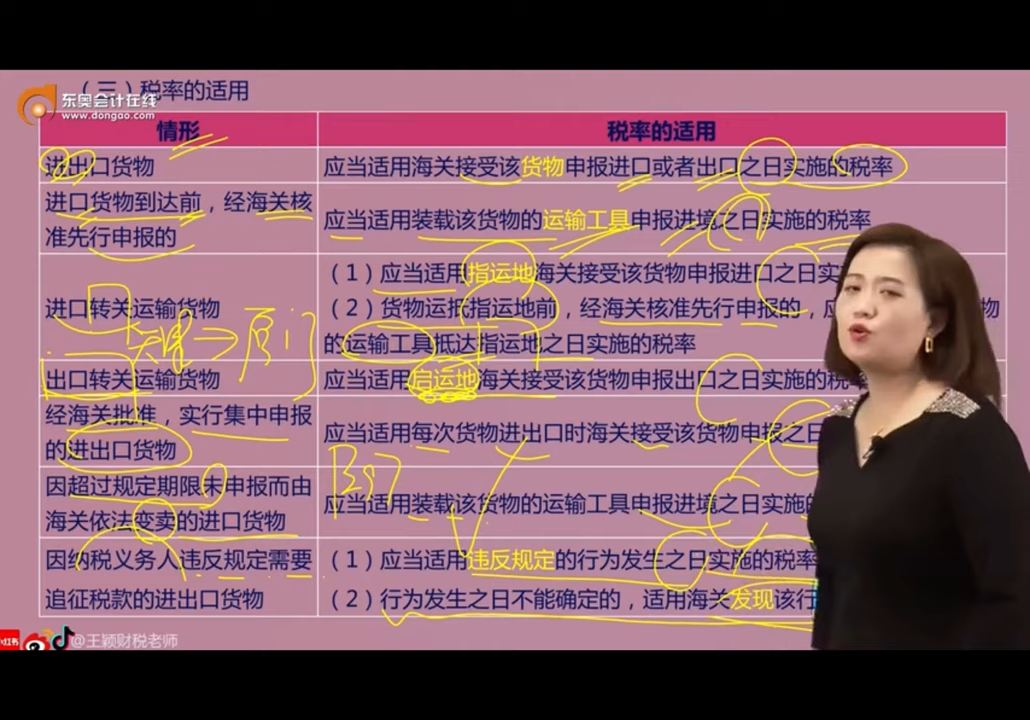 （三）税率的适用
东奥会计在线
www.dongao.com
情形
税率的适用
进出口货物
应当适用海关接受该货物申报进口或者出口之日实施的税率
进口货物到达前，经海关核
准先行申报的
应当适用装载该货物的运输工具申报进境之日实施的税率
进口转关运输货物
（1）应当适用指运地海关接受该货物申报进口之日实
（2）货物运抵指运地前，经海关核准先行申报的，应
物
的运输工具抵达指运地之日实施的税率
出口转关运输货物
应当适用启运地海关接受该货物申报出口之日实施的税率
经海关批准，实行集中申报
的进出口货物
应当适用每次货物进出口时海关接受该货物申报之日
因超过规定期限未申报而由
海关依法变卖的进口货物
应当适用装载该货物的运输工具申报进境之日实施的
因纳税义务人违反规定需要
追征税款的进出口货物
（1）应当适用违反规定的行为发生之日实施的税率
（2）行为发生之日不能确定的，适用海关发现该行
小红书
@王颖财税老师